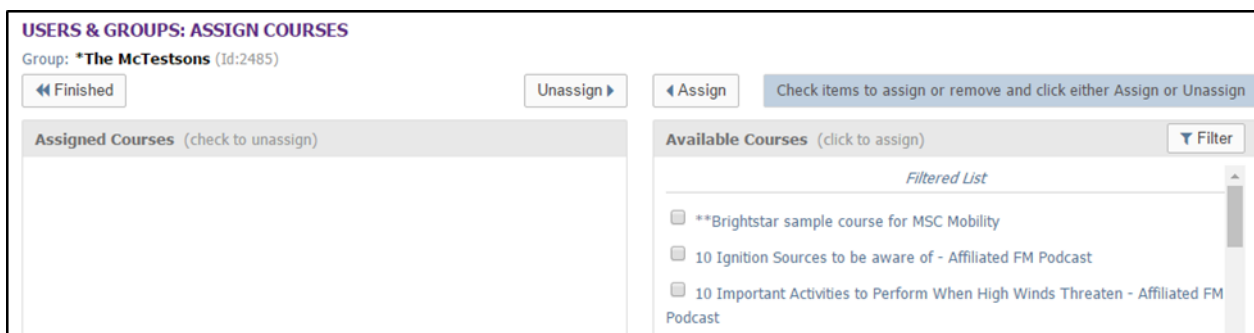 USERS & GROUPS: ASSIGN COURSES
Group: *The McTestsons (Id:2485)
Finished
Unassign
Assign
Check items to assign or remove and click either Assign or Unassign
Assigned Courses (check to unassign)
Available Courses (click to assign)
Filter
Filtered List
**Brightstar sample course for MSC Mobility
10 Ignition Sources to be aware of - Affiliated FM Podcast
10 Important Activities to Perform When High Winds Threaten - Affiliated FM
Podcast